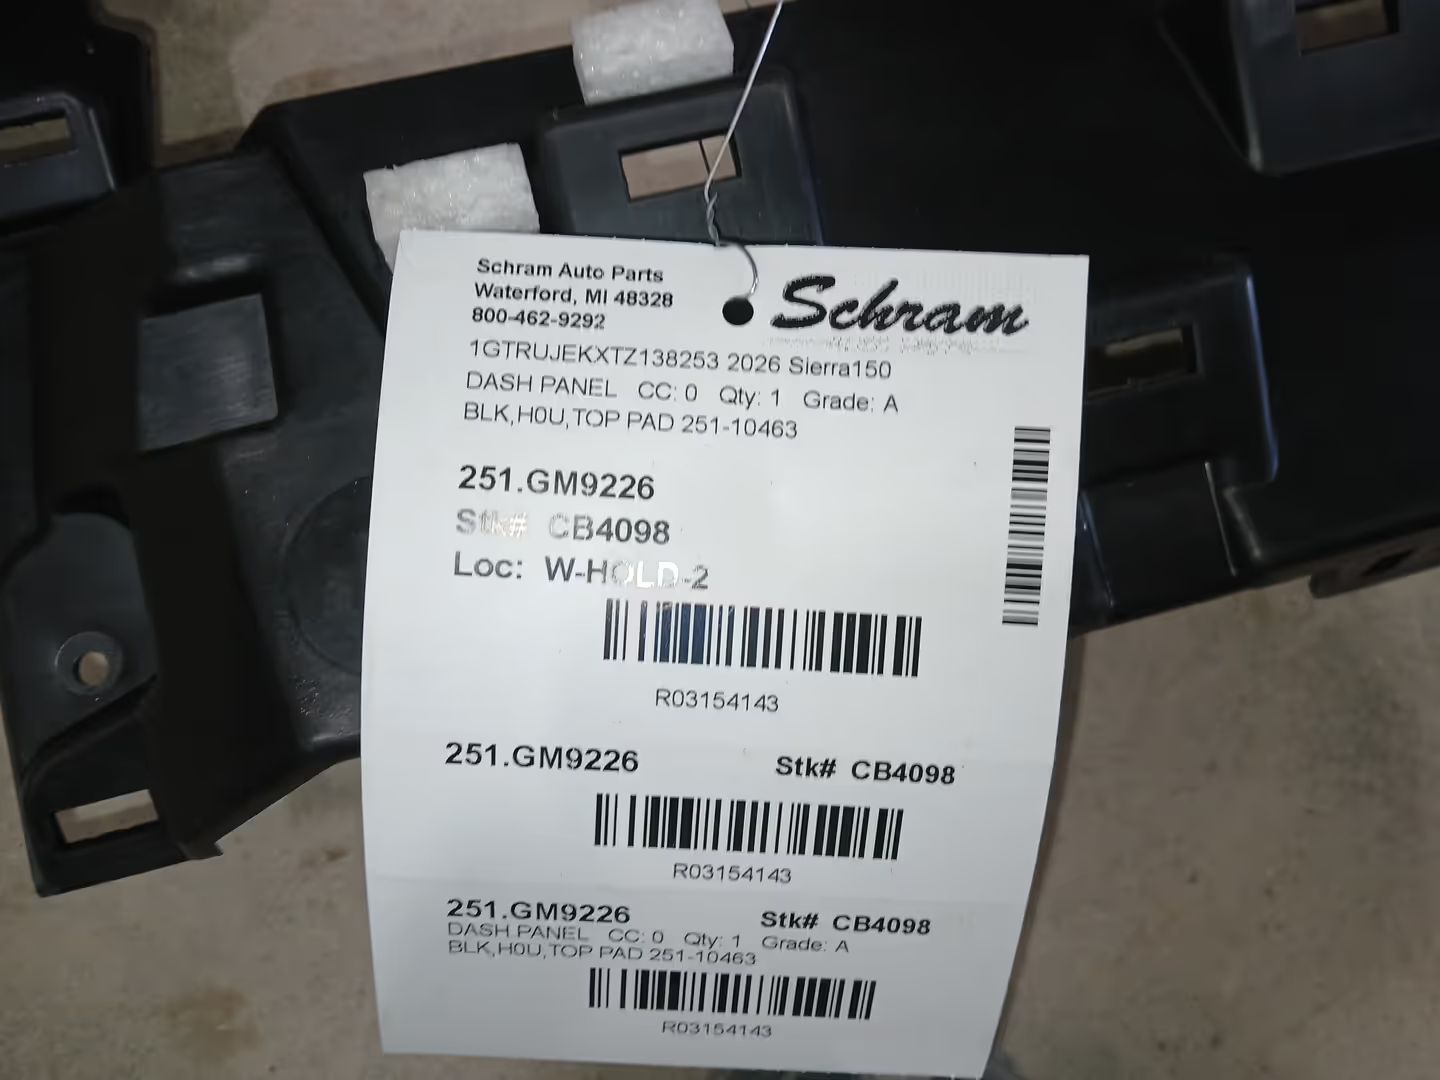 Schram Auto Parts
Waterford, MI 48328
800-462-9292
Schram
1GTRUJEKXTZ138253 2026 Sierra150
DASH PANEL CC: 0 Qty: 1 Grade: A
BLK,H0U,TOP PAD 251-10463
251.GM9226
Stk# CB4098
Loc: W-HOLD-2
R03154143
251.GM9226 Stk# CB4098
R03154143
251.GM9226 Stk# CB4098
DASH PANEL CC: 0 Qty: 1 Grade: A
BLK,H0U,TOP PAD 251-10463
R03154143